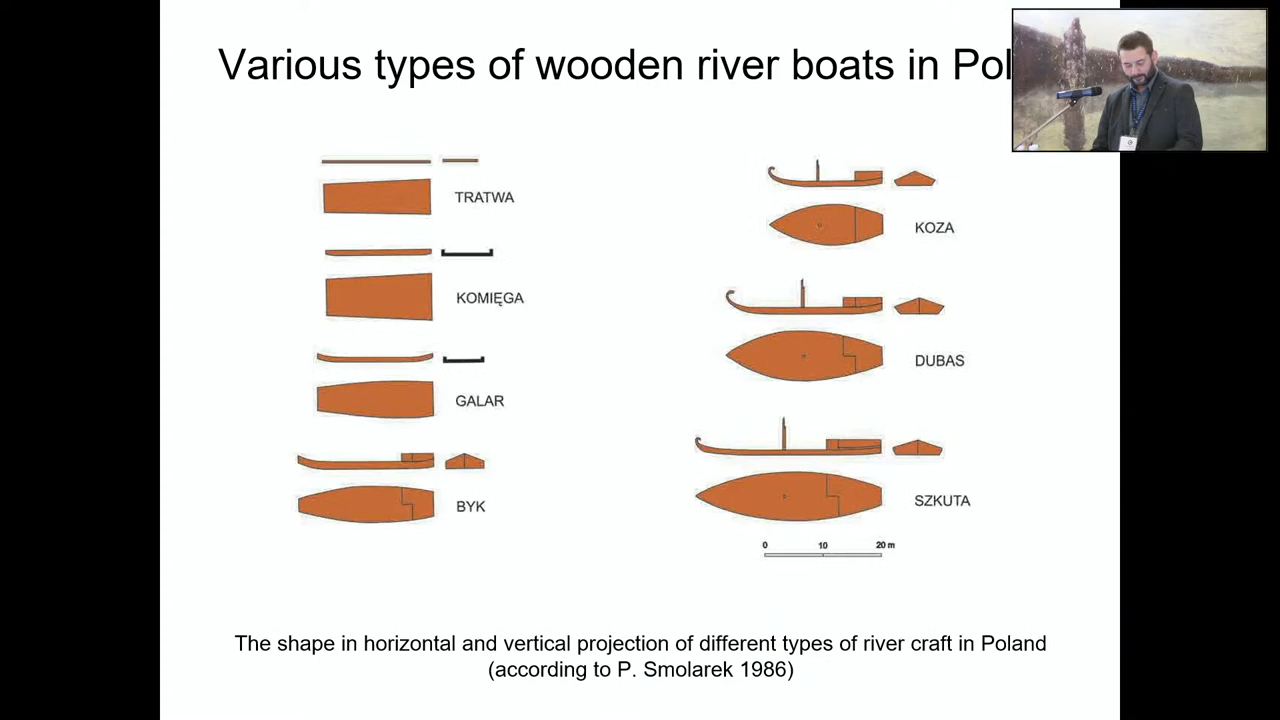 Various types of wooden river boats in Pol
TRATWA
KOMIĘGA
GALAR
BYK
KOZA
DUBAS
SZKUTA
0 10 20 m
The shape in horizontal and vertical projection of different types of river craft in Poland
(according to P. Smolarek 1986)